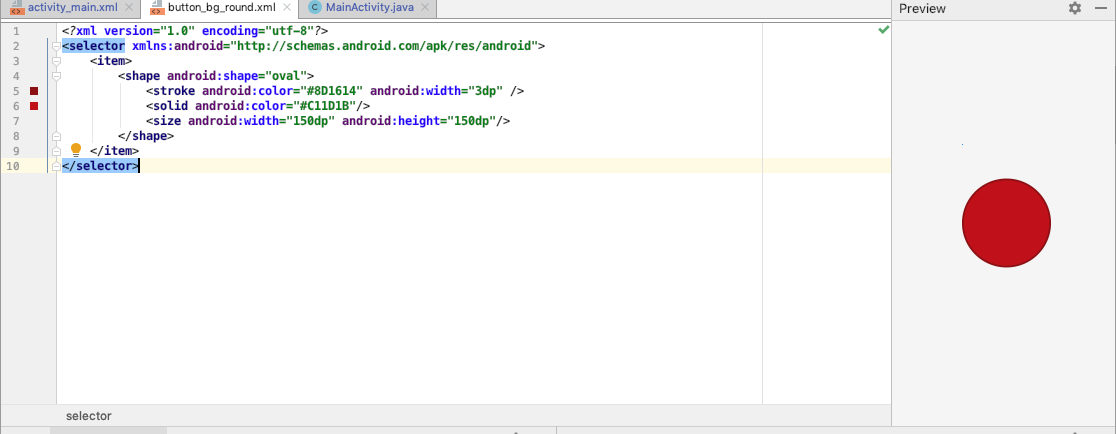 activity_main.xml button_bg_round.xml MainActivity.java Preview
1 <?xml version="1.0" encoding="utf-8"?>
2 <selector xmlns:android="http://schemas.android.com/apk/res/android">
3 <item>
4 <shape android:shape="oval">
5 <stroke android:color="#8D1614" android:width="3dp" />
6 <solid android:color="#C11D1B"/>
7 <size android:width="150dp" android:height="150dp"/>
8 </shape>
9 </item>
10 </selector>
selector